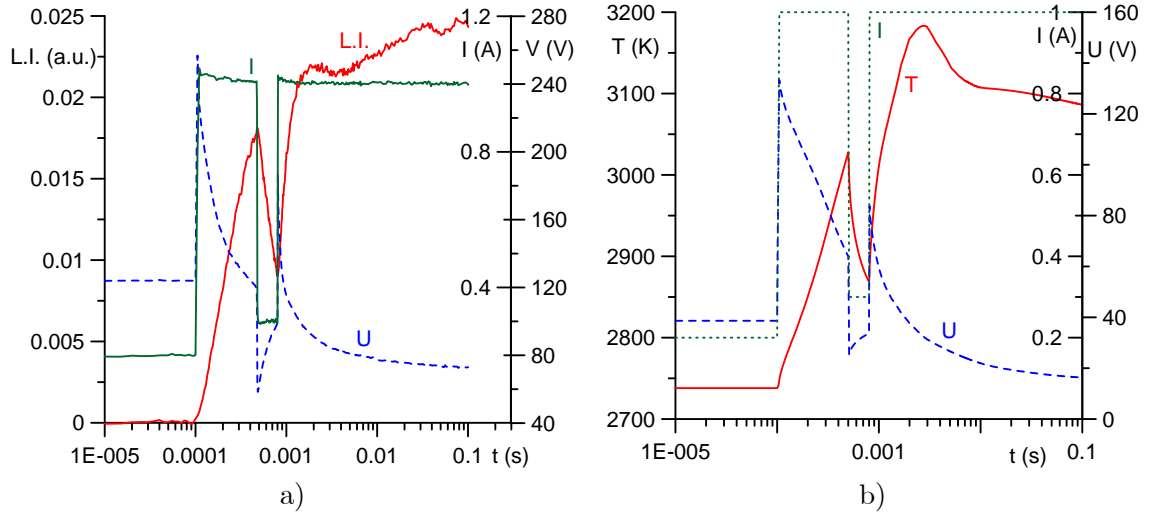 0.025
1.2
280
L.I. (a.u.)
L.I.
I (A)
V (V)
I
0.02
240
0.015
0.8
200
160
0.01
0.4
120
U
0.005
80
0
0
40
1E-005
0.0001
0.001
0.01
0.1
t (s)
a)
3200
1
160
T (K)
I
I (A)
U (V)
T
3100
0.8
120
3000
0.6
80
2900
0.4
U
2800
0.2
40
2700
0
1E-005
0.001
0.1
t (s)
b)